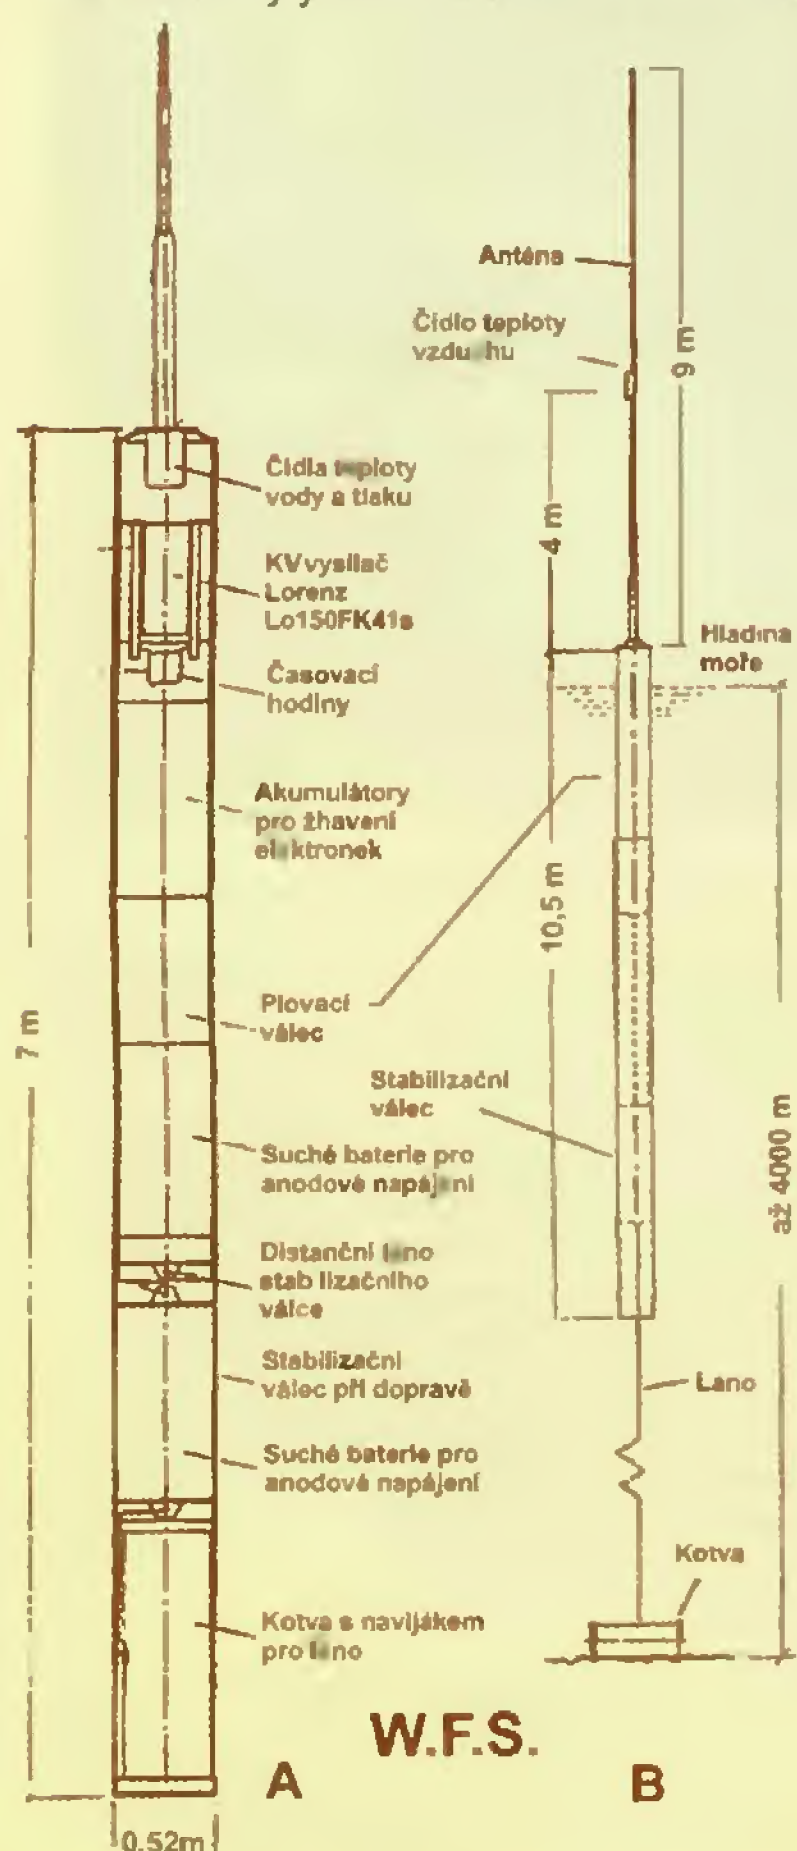 Anténa
Čidlo teploty
vzduchu
9 m
4 m
Čidla teploty
vody a tlaku
KV vysílač
Lorenz
Lo150FK41s
Hladina
moře
Časovací
hodiny
Akumulátory
pro žhavení
elektronek
10,5 m
Plovací
válec
7 m
Stabilizační
válec
až 4000 m
Suché baterie pro
anodové napájení
Distanční lano
stabilizačního
válce
Stabilizační
válec při dopravě
Lano
Suché baterie pro
anodové napájení
Kotva
Kotva s navijákem
pro lano
W.F.S.
A
B
0,52m